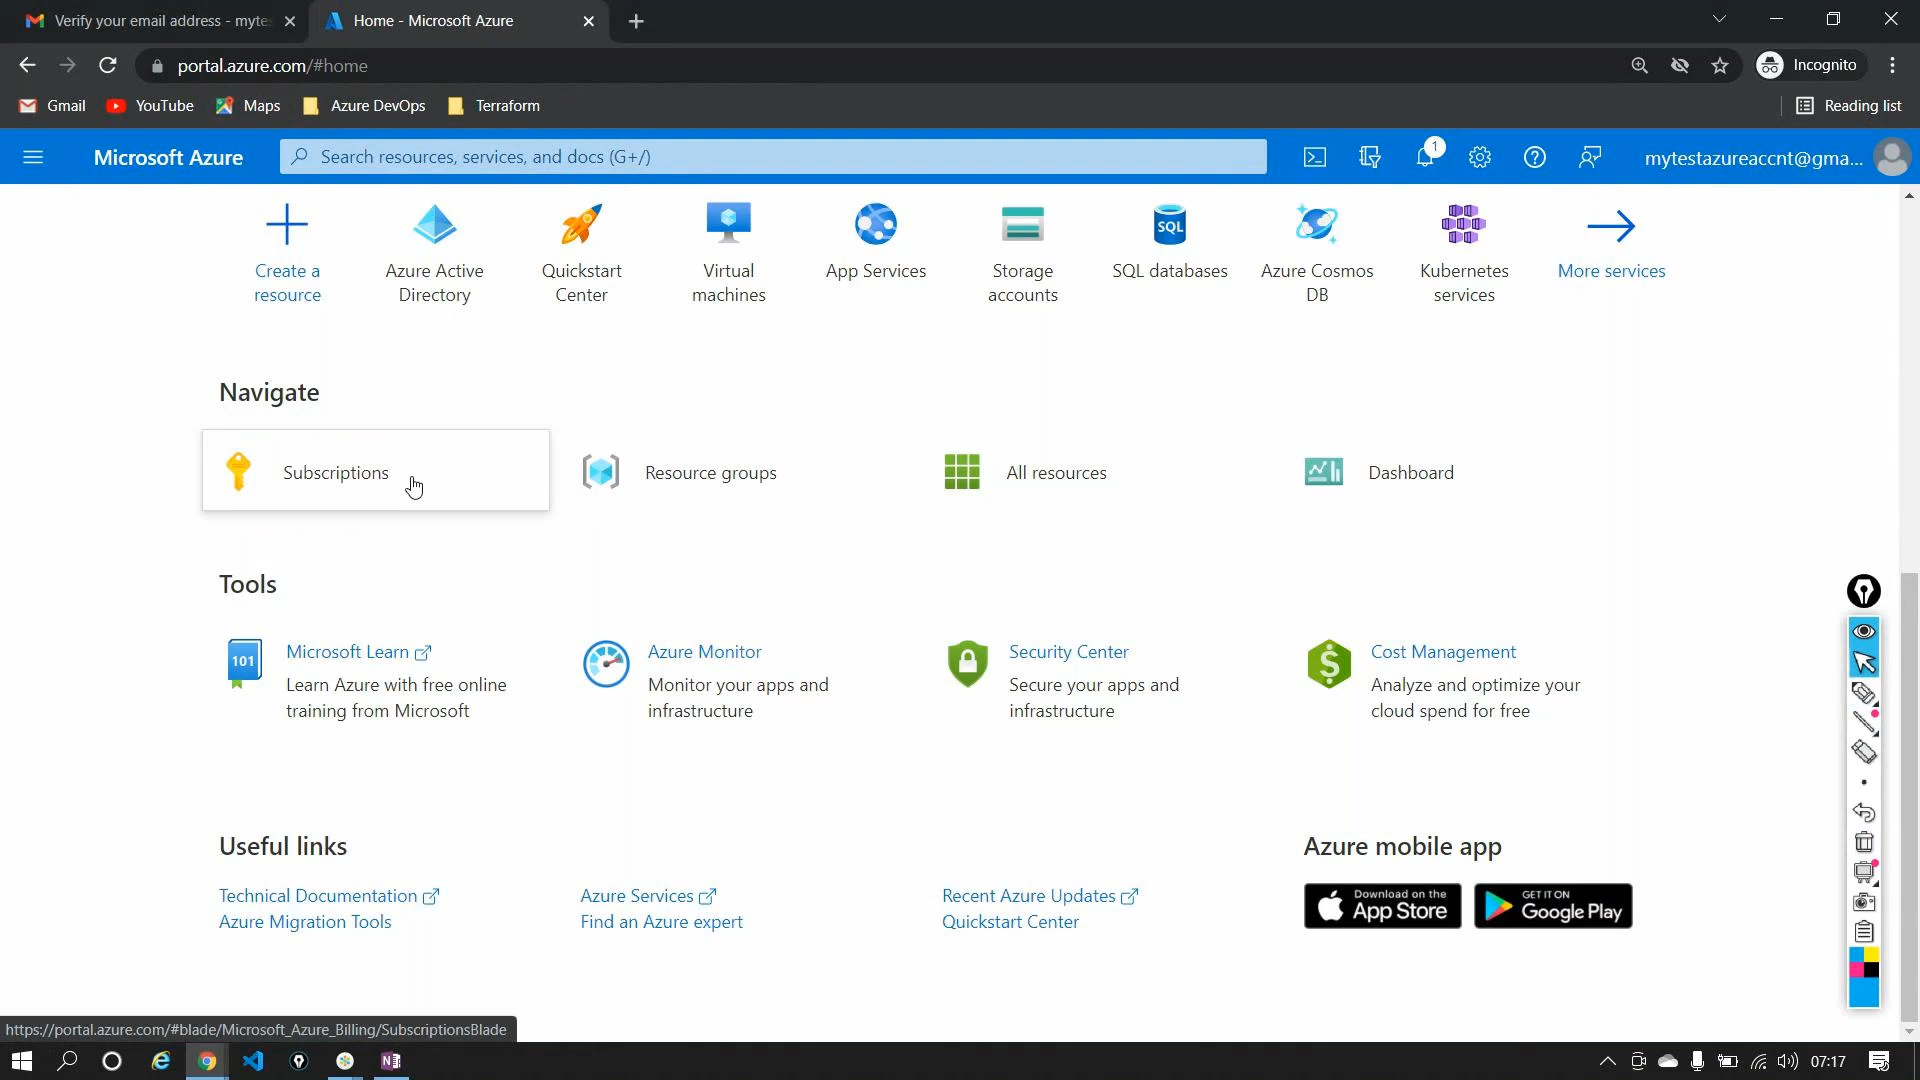 Verify your email address - myte
Home - Microsoft Azure
portal.azure.com/#home
Incognito
Gmail
YouTube
Maps
Azure DevOps
Terraform
Reading list
Microsoft Azure
Search resources, services, and docs (G+/)
1
mytestazureaccnt@gma...
Create a
resource
Azure Active
Directory
Quickstart
Center
Virtual
machines
App Services
Storage
accounts
SQL
SQL databases
Azure Cosmos
DB
Kubernetes
services
More services
Navigate
Subscriptions
Resource groups
All resources
Dashboard
Tools
101
Microsoft Learn
Learn Azure with free online
training from Microsoft
Azure Monitor
Monitor your apps and
infrastructure
Security Center
Secure your apps and
infrastructure
$
Cost Management
Analyze and optimize your
cloud spend for free
Useful links
Technical Documentation
Azure Migration Tools
Azure Services
Find an Azure expert
Recent Azure Updates
Quickstart Center
Azure mobile app
Download on the
App Store
GET IT ON
Google Play
https://portal.azure.com/#blade/Microsoft_Azure_Billing/SubscriptionsBlade
07:17